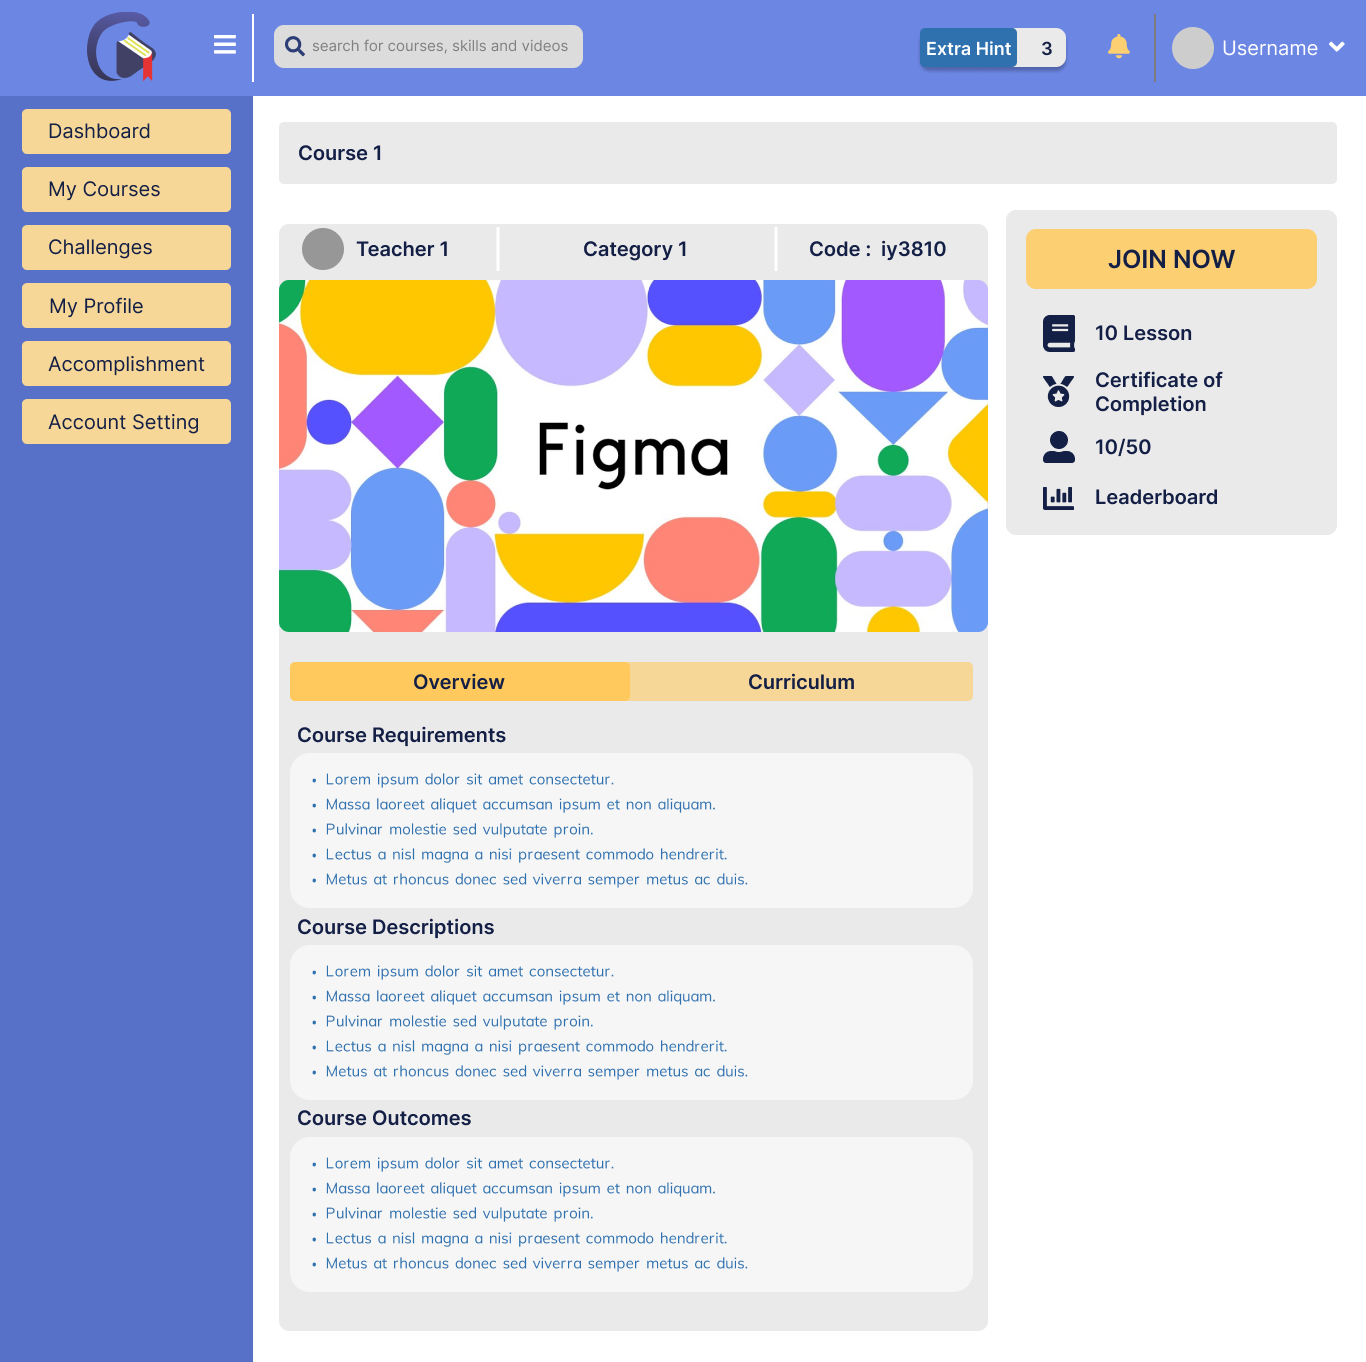 search for courses, skills and videos
Extra Hint 3
Username
Dashboard
My Courses
Challenges
My Profile
Accomplishment
Account Setting
Course 1
Teacher 1
Category 1
Code : iy3810
Figma
JOIN NOW
10 Lesson
Certificate of
Completion
10/50
Leaderboard
Overview
Curriculum
Course Requirements
• Lorem ipsum dolor sit amet consectetur.
• Massa laoreet aliquet accumsan ipsum et non aliquam.
• Pulvinar molestie sed vulputate proin.
• Lectus a nisl magna a nisi praesent commodo hendrerit.
• Metus at rhoncus donec sed viverra semper metus ac duis.
Course Descriptions
• Lorem ipsum dolor sit amet consectetur.
• Massa laoreet aliquet accumsan ipsum et non aliquam.
• Pulvinar molestie sed vulputate proin.
• Lectus a nisl magna a nisi praesent commodo hendrerit.
• Metus at rhoncus donec sed viverra semper metus ac duis.
Course Outcomes
• Lorem ipsum dolor sit amet consectetur.
• Massa laoreet aliquet accumsan ipsum et non aliquam.
• Pulvinar molestie sed vulputate proin.
• Lectus a nisl magna a nisi praesent commodo hendrerit.
• Metus at rhoncus donec sed viverra semper metus ac duis.